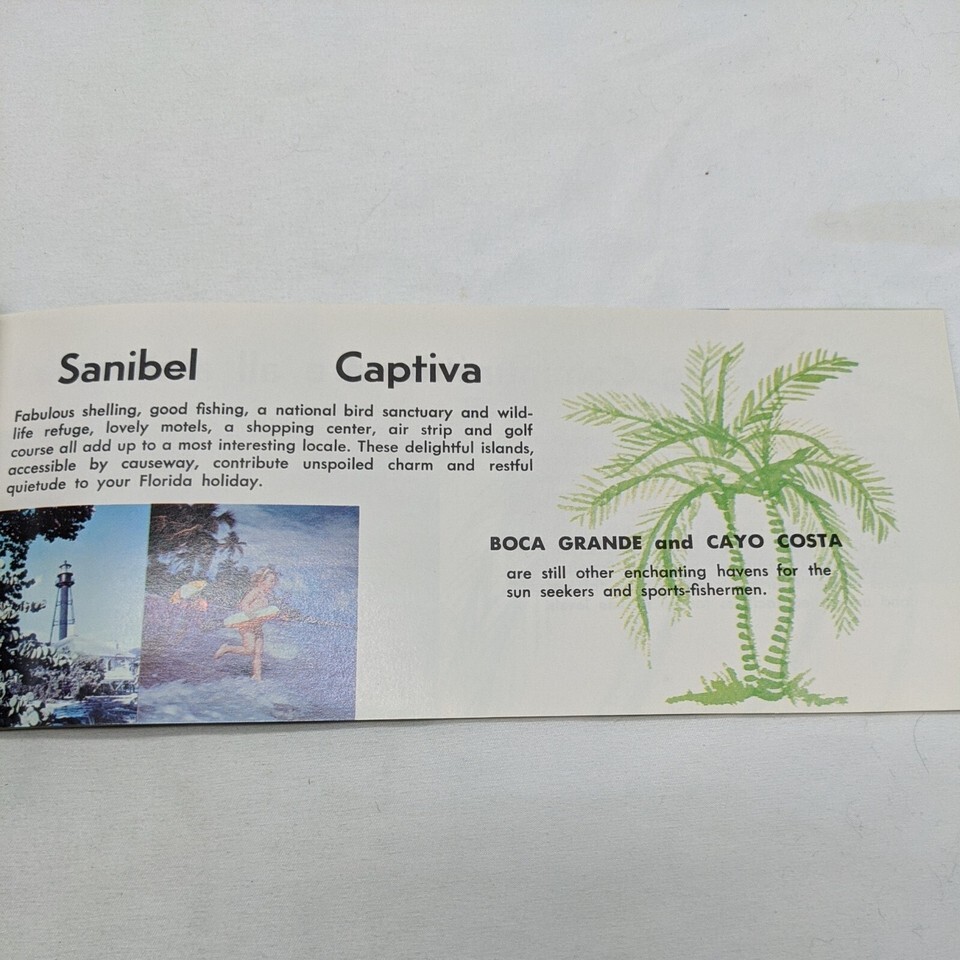 Sanibel Captiva
Fabulous shelling, good fishing, a national bird sanctuary and wild-
life refuge, lovely motels, a shopping center, air strip and golf
course all add up to a most interesting locale. These delightful islands,
accessible by causeway, contribute unspoiled charm and restful
quietude to your Florida holiday.
BOCA GRANDE and CAYO COSTA
are still other enchanting havens for the
sun seekers and sports-fishermen.